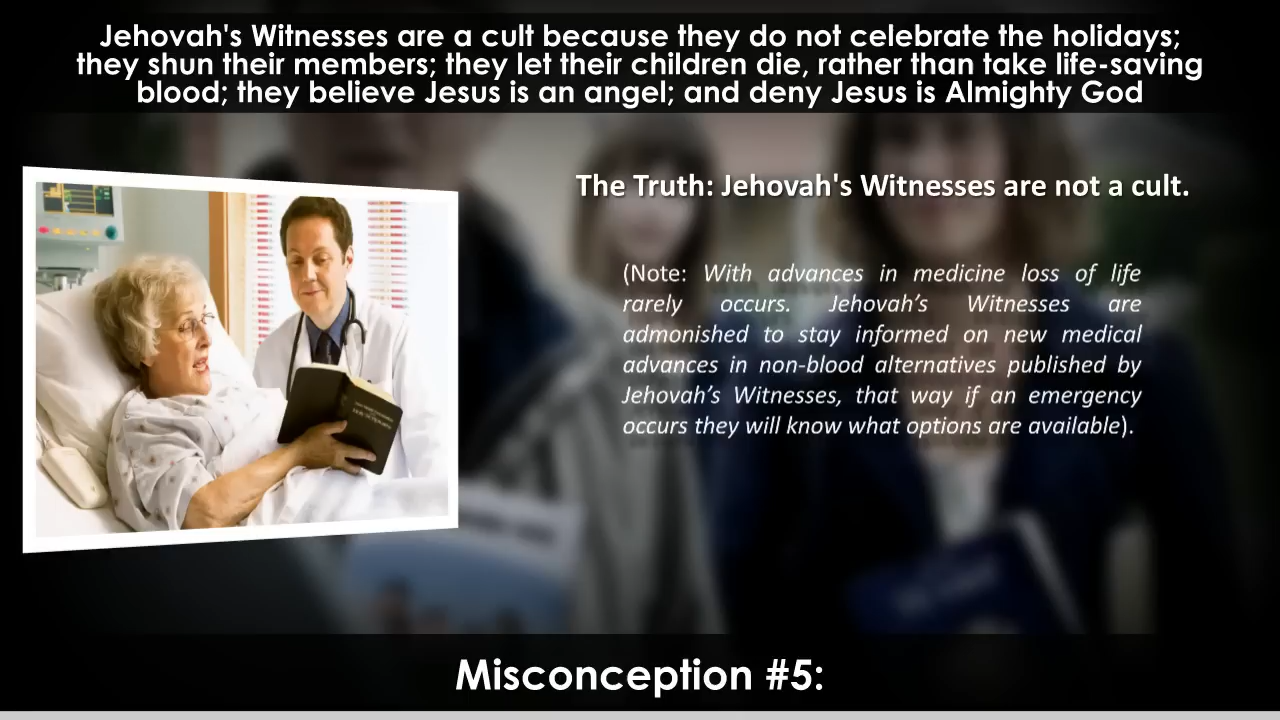 Jehovah's Witnesses are a cult because they do not celebrate the holidays;
they shun their members; they let their children die, rather than take life-saving
blood; they believe Jesus is an angel; and deny Jesus is Almighty God
The Truth: Jehovah's Witnesses are not a cult.
(Note: With advances in medicine loss of life
rarely occurs. Jehovah’s Witnesses are
admonished to stay informed on new medical
advances in non-blood alternatives published by
Jehovah’s Witnesses, that way if an emergency
occurs they will know what options are available).
Misconception #5: